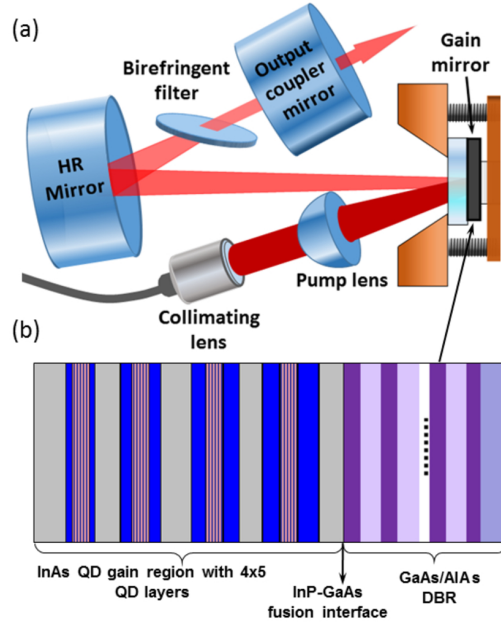 (a)
Gain
mirror
Output
coupler
mirror
Birefringent
filter
HR
Mirror
Pump lens
Collimating
lens
(b)
InAs QD gain region with 4x5
QD layers
InP-GaAs
fusion interface
GaAs/AlAs
DBR